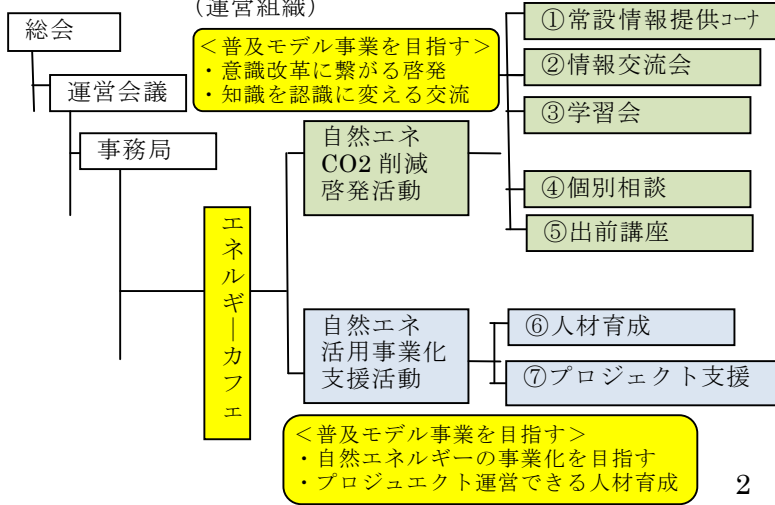 （運営組織）
総会
運営会議
事務局
＜普及モデル事業を目指す＞
・意識改革に繋がる啓発
・知識を認識に変える交流
エネルギーカフェ
自然エネ
CO2削減
啓発活動
①常設情報提供ｺｰﾅ
②情報交流会
③学習会
④個別相談
⑤出前講座
自然エネ
活用事業化
支援活動
⑥人材育成
⑦プロジェクト支援
＜普及モデル事業を目指す＞
・自然エネルギーの事業化を目指す
・プロジュエクト運営できる人材育成
2